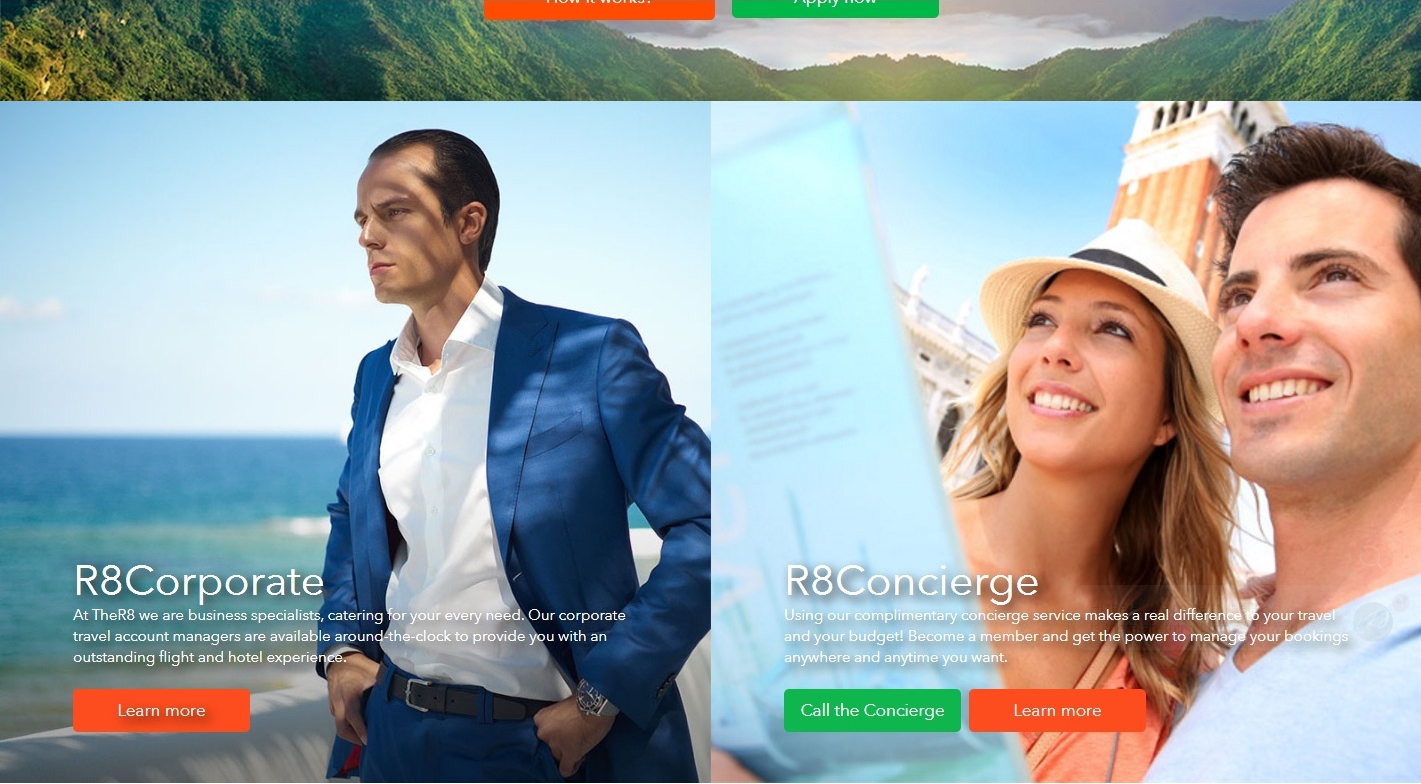 How it works?
Apply now
R8Corporate
At TheR8 we are business specialists, catering for your every need. Our corporate
travel account managers are available around-the-clock to provide you with an
outstanding flight and hotel experience.
Learn more
R8Concierge
Using our complimentary concierge service makes a real difference to your travel
and your budget! Become a member and get the power to manage your bookings
anywhere and anytime you want.
Call the Concierge
Learn more